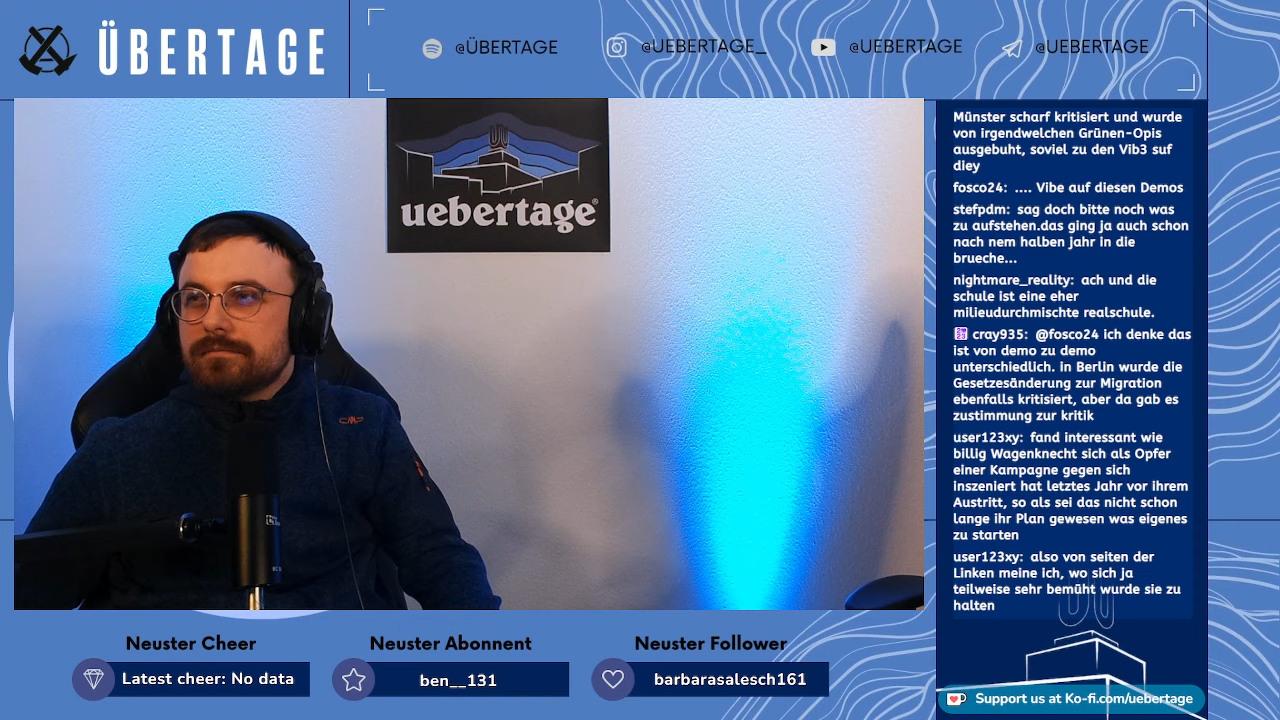 ÜBERTAGE
@ÜBERTAGE
@UEBERTAGE_
@UEBERTAGE
@UEBERTAGE
uebertage®
Münster scharf kritisiert und wurde
von irgendwelchen Grünen-Opis
ausgebuht, soviel zu den Vib3 suf
diey
fosco24: .... Vibe auf diesen Demos
stefpdm: sag doch bitte noch was
zu aufstehen.das ging ja auch schon
nach nem halben jahr in die
brueche...
nightmare_reality: ach und die
schule ist eine eher
milieudurchmischte realschule.
cray935: @fosco24 ich denke das
ist von demo zu demo
unterschiedlich. in Berlin wurde die
Gesetzesänderung zur Migration
ebenfalls kritisiert, aber da gab es
zustimmung zur kritik
user123xy: fand interessant wie
billig Wagenknecht sich als Opfer
einer Kampagne gegen sich
inszeniert hat letztes Jahr vor ihrem
Austritt, so als sei das nicht schon
lange ihr Plan gewesen was eigenes
zu starten
user123xy: also von seiten der
Linken meine ich, wo sich ja
teilweise sehr bemüht wurde sie zu
halten
Neuster Cheer
Latest cheer: No data
Neuster Abonnent
ben__131
Neuster Follower
barbarasalesch161
Support us at Ko-fi.com/uebertage